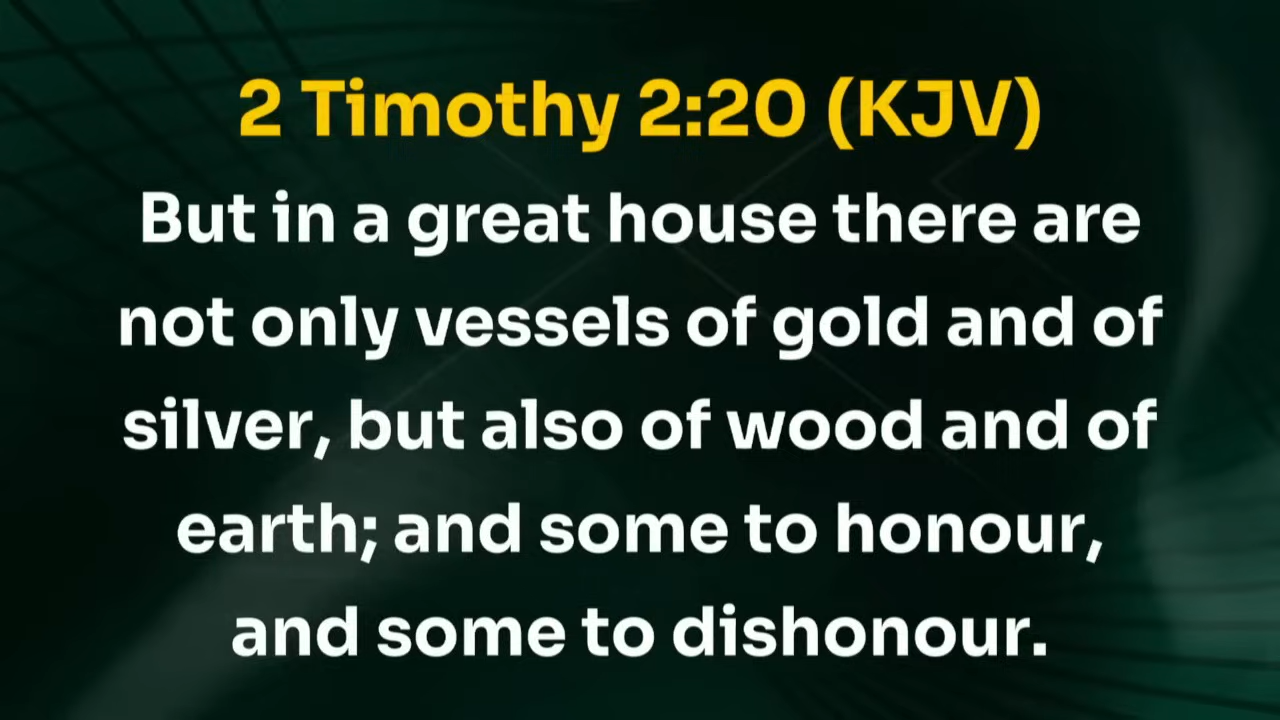 2 Timothy 2:20 (KJV)
But in a great house there are
not only vessels of gold and of
silver, but also of wood and of
earth; and some to honour,
and some to dishonour.